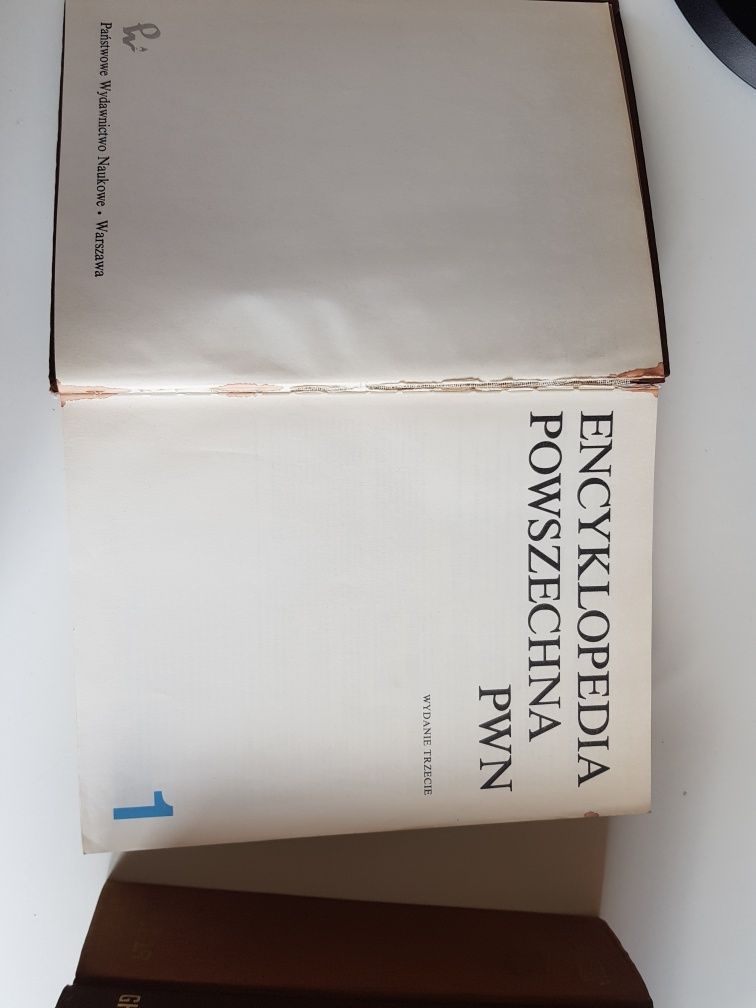 Państwowe Wydawnictwo Naukowe • Warszawa
ENCYKLOPEDIA
POWSZECHNA
PWN
WYDANIE TRZECIE
1